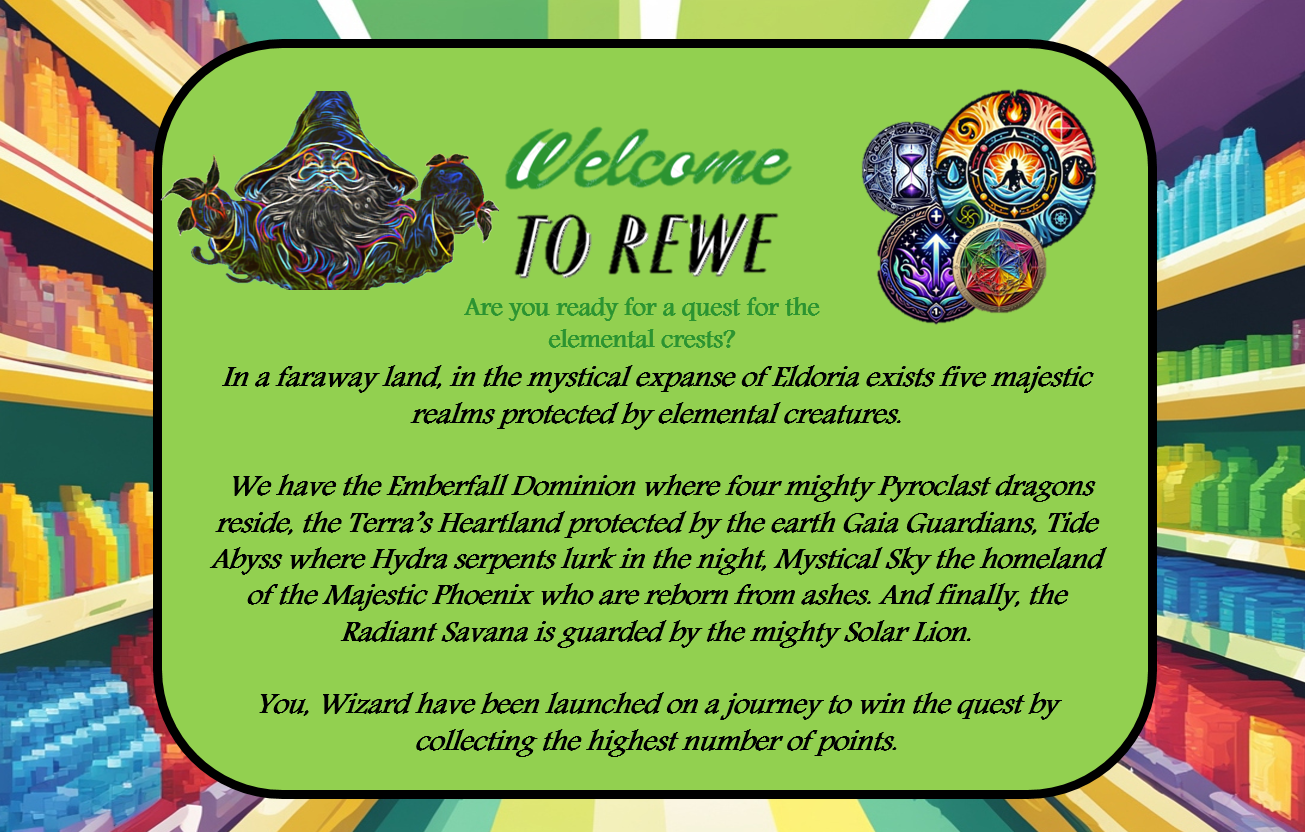 Welcome
TO REWE
Are you ready for a quest for the
elemental crests?
In a faraway land, in the mystical expanse of Eldoria exists five majestic
realms protected by elemental creatures.
We have the Emberfall Dominion where four mighty Pyroclast dragons
reside, the Terra's Heartland protected by the earth Gaia Guardians, Tide
Abyss where Hydra serpents lurk in the night, Mystical Sky the homeland
of the Majestic Phoenix who are reborn from ashes. And finally, the
Radiant Savana is guarded by the mighty Solar Lion.
You, Wizard have been launched on a journey to win the quest by
collecting the highest number of points.